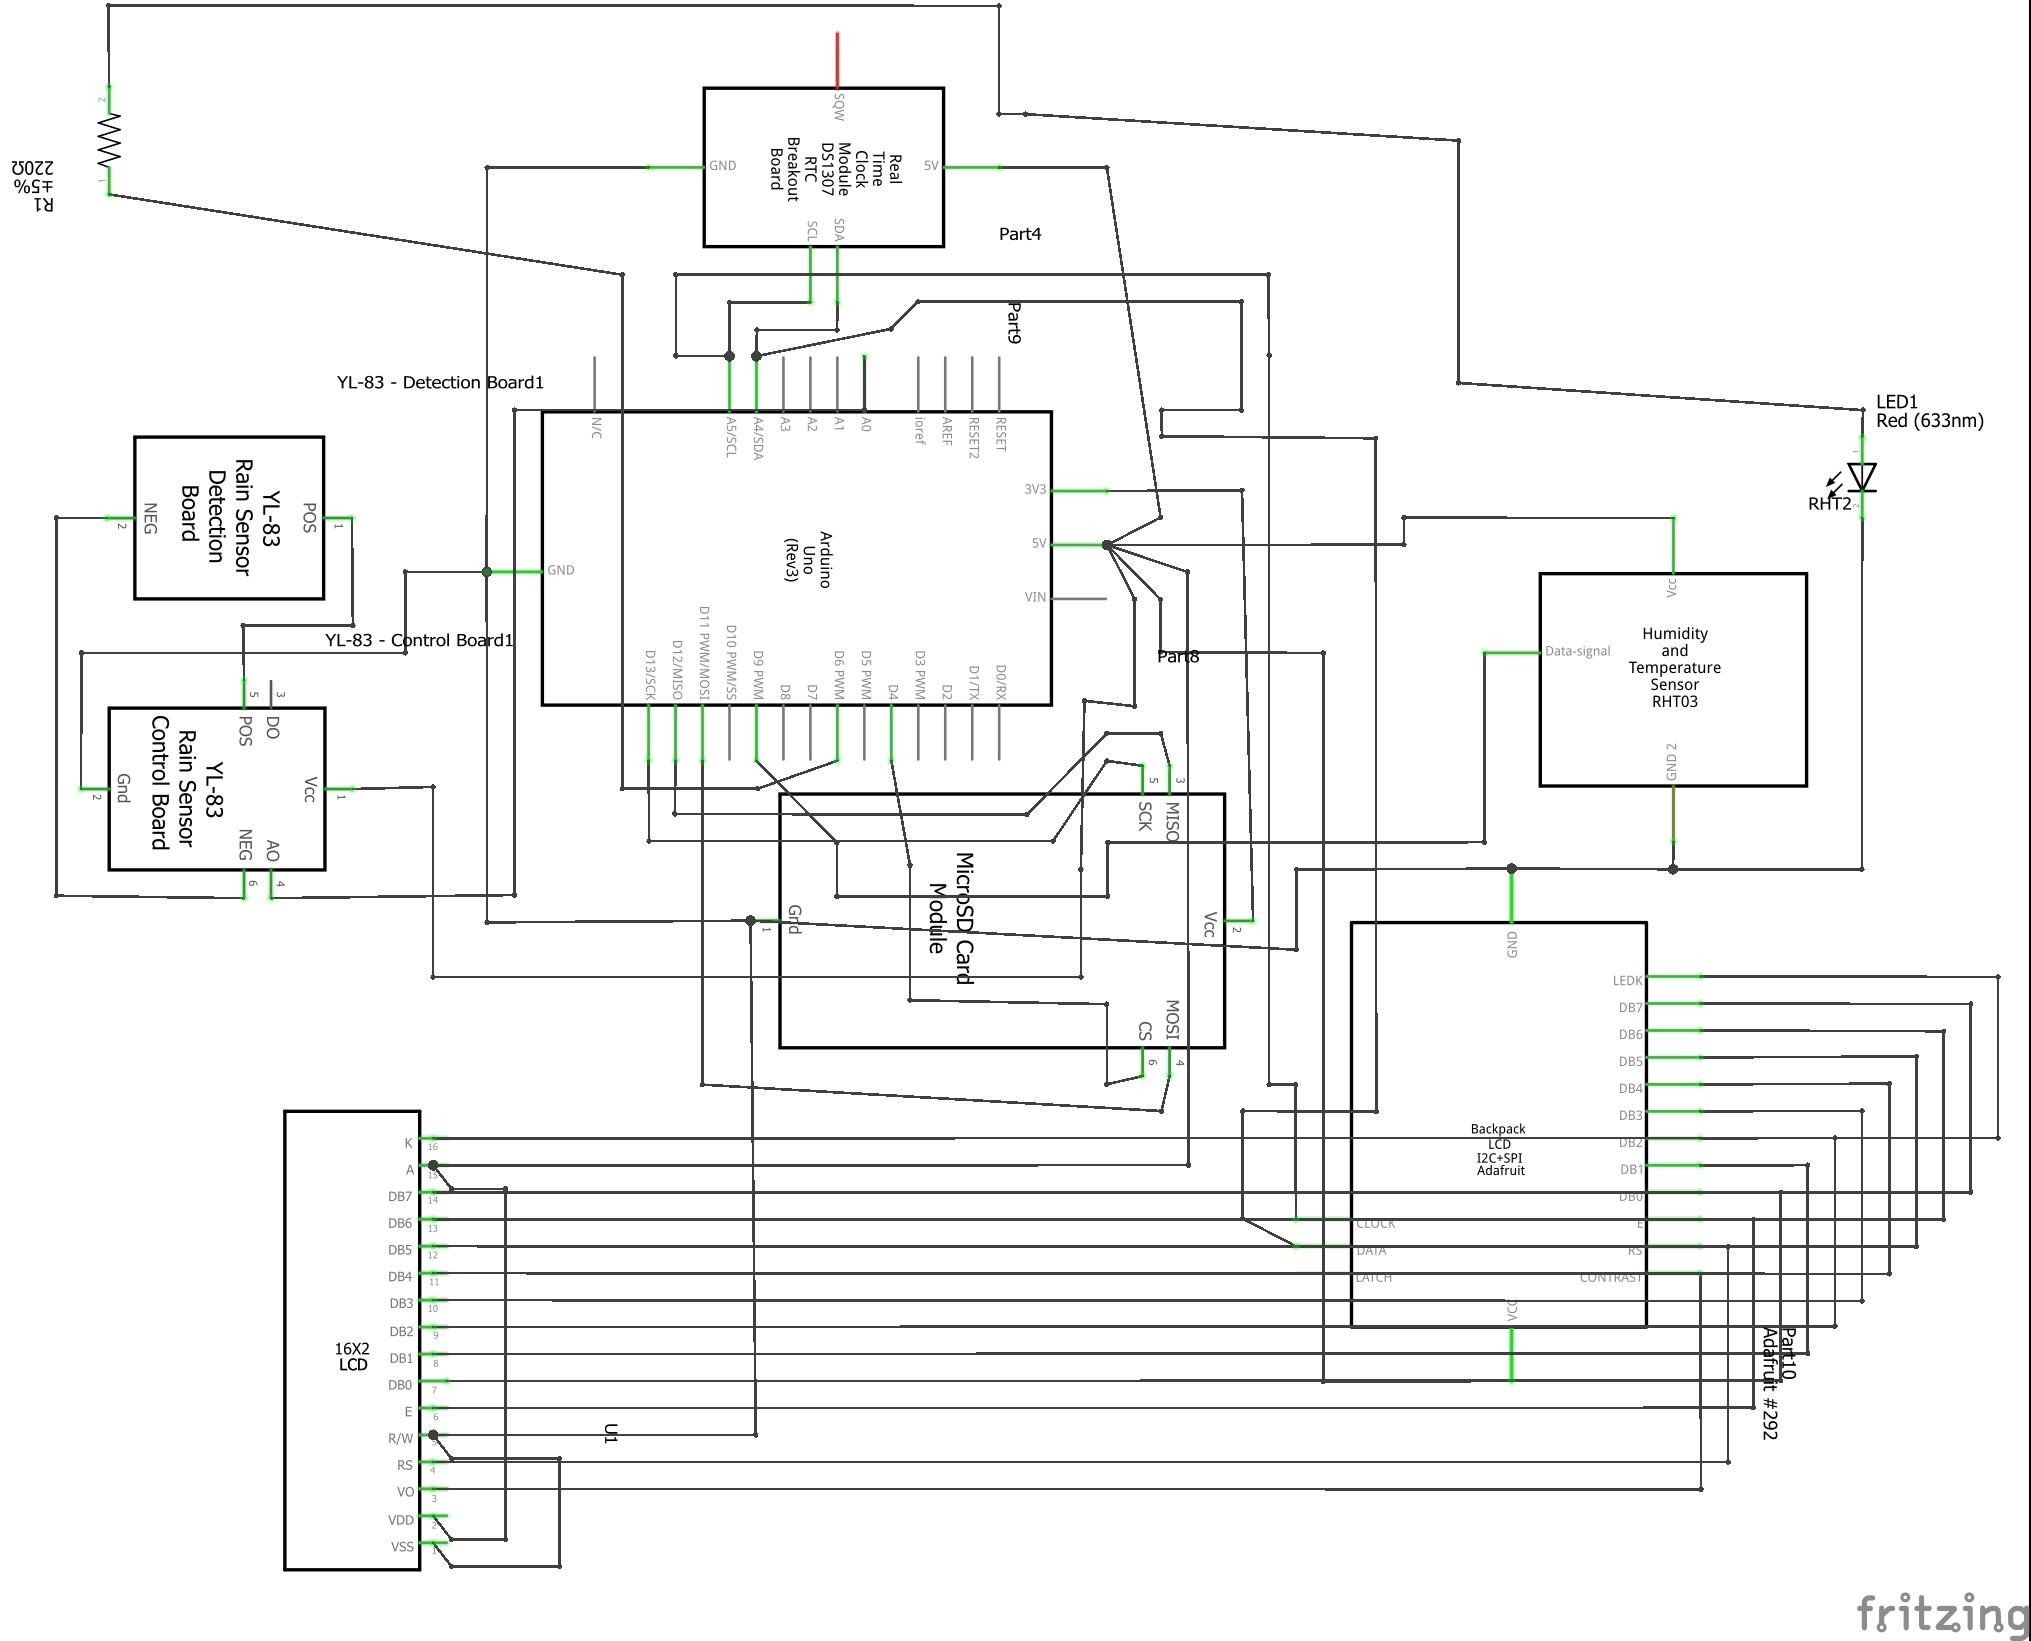 SQW
GND
5V
SCL
SDA
Real
Time
Clock
Module
DS1307
RTC
Breakout
Board
Part4
2
1
R1
±5%
220Ω
Part9
YL-83 - Detection Board1
N/C
A5/SCL
A4/SDA
A3
A2
A1
A0
ioref
AREF
RESET2
RESET
LED1
Red (633nm)
1
2
RHT2
YL-83
Rain Sensor
Detection
Board
NEG
2
POS
1
3V3
5V
VIN
GND
Arduino
Uno
(Rev3)
D13/SCK
D12/MISO
D11 PWM/MOSI
D10 PWM/SS
D9 PWM
D8
D7
D6 PWM
D5 PWM
D4
D3 PWM
D2
D1/TX
D0/RX
Vcc
Data-signal
Humidity
and
Temperature
Sensor
RHT03
GND 2
YL-83 - Control Board1
Part8
5
3
POS
DO
YL-83
Rain Sensor
Control Board
Gnd
2
Vcc
1
NEG
AO
6
4
5
3
SCK
MISO
MicroSD Card
Module
Gnd
1
Vcc
2
CS
MOSI
6
4
GND
LEDK
DB7
DB6
DB5
DB4
DB3
DB2
DB1
DB0
E
RS
CONTRAST
CLOCK
DATA
LATCH
Backpack
LCD
I2C+SPI
Adafruit
VCC
Part10
Adafruit #292
K 16
A 15
DB7 14
DB6 13
DB5 12
DB4 11
DB3 10
DB2 9
DB1 8
DB0 7
E 6
R/W 5
RS 4
VO 3
VDD 2
VSS 1
16X2
LCD
U1
fritzing